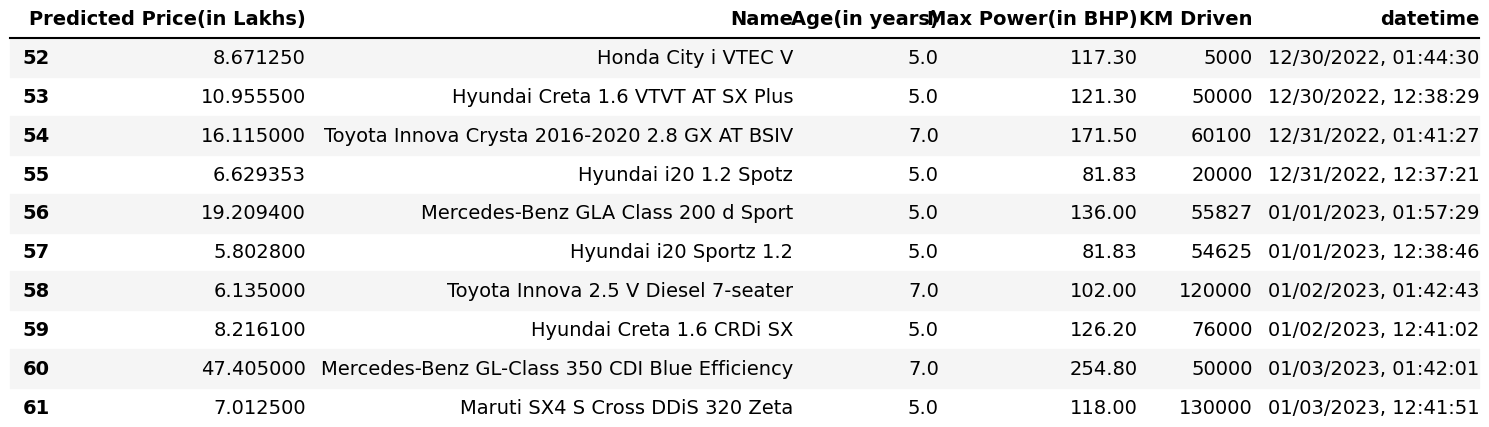 Predicted Price(in Lakhs) Name Age(in years) Max Power(in BHP) KM Driven datetime
52 8.671250 Honda City i VTEC V 5.0 117.30 5000 12/30/2022, 01:44:30
53 10.955500 Hyundai Creta 1.6 VTVT AT SX Plus 5.0 121.30 50000 12/30/2022, 12:38:29
54 16.115000 Toyota Innova Crysta 2016-2020 2.8 GX AT BSIV 7.0 171.50 60100 12/31/2022, 01:41:27
55 6.629353 Hyundai i20 1.2 Spotz 5.0 81.83 20000 12/31/2022, 12:37:21
56 19.209400 Mercedes-Benz GLA Class 200 d Sport 5.0 136.00 55827 01/01/2023, 01:57:29
57 5.802800 Hyundai i20 Sportz 1.2 5.0 81.83 54625 01/01/2023, 12:38:46
58 6.135000 Toyota Innova 2.5 V Diesel 7-seater 7.0 102.00 120000 01/02/2023, 01:42:43
59 8.216100 Hyundai Creta 1.6 CRDi SX 5.0 126.20 76000 01/02/2023, 12:41:02
60 47.405000 Mercedes-Benz GL-Class 350 CDI Blue Efficiency 7.0 254.80 50000 01/03/2023, 01:42:01
61 7.012500 Maruti SX4 S Cross DDiS 320 Zeta 5.0 118.00 130000 01/03/2023, 12:41:51